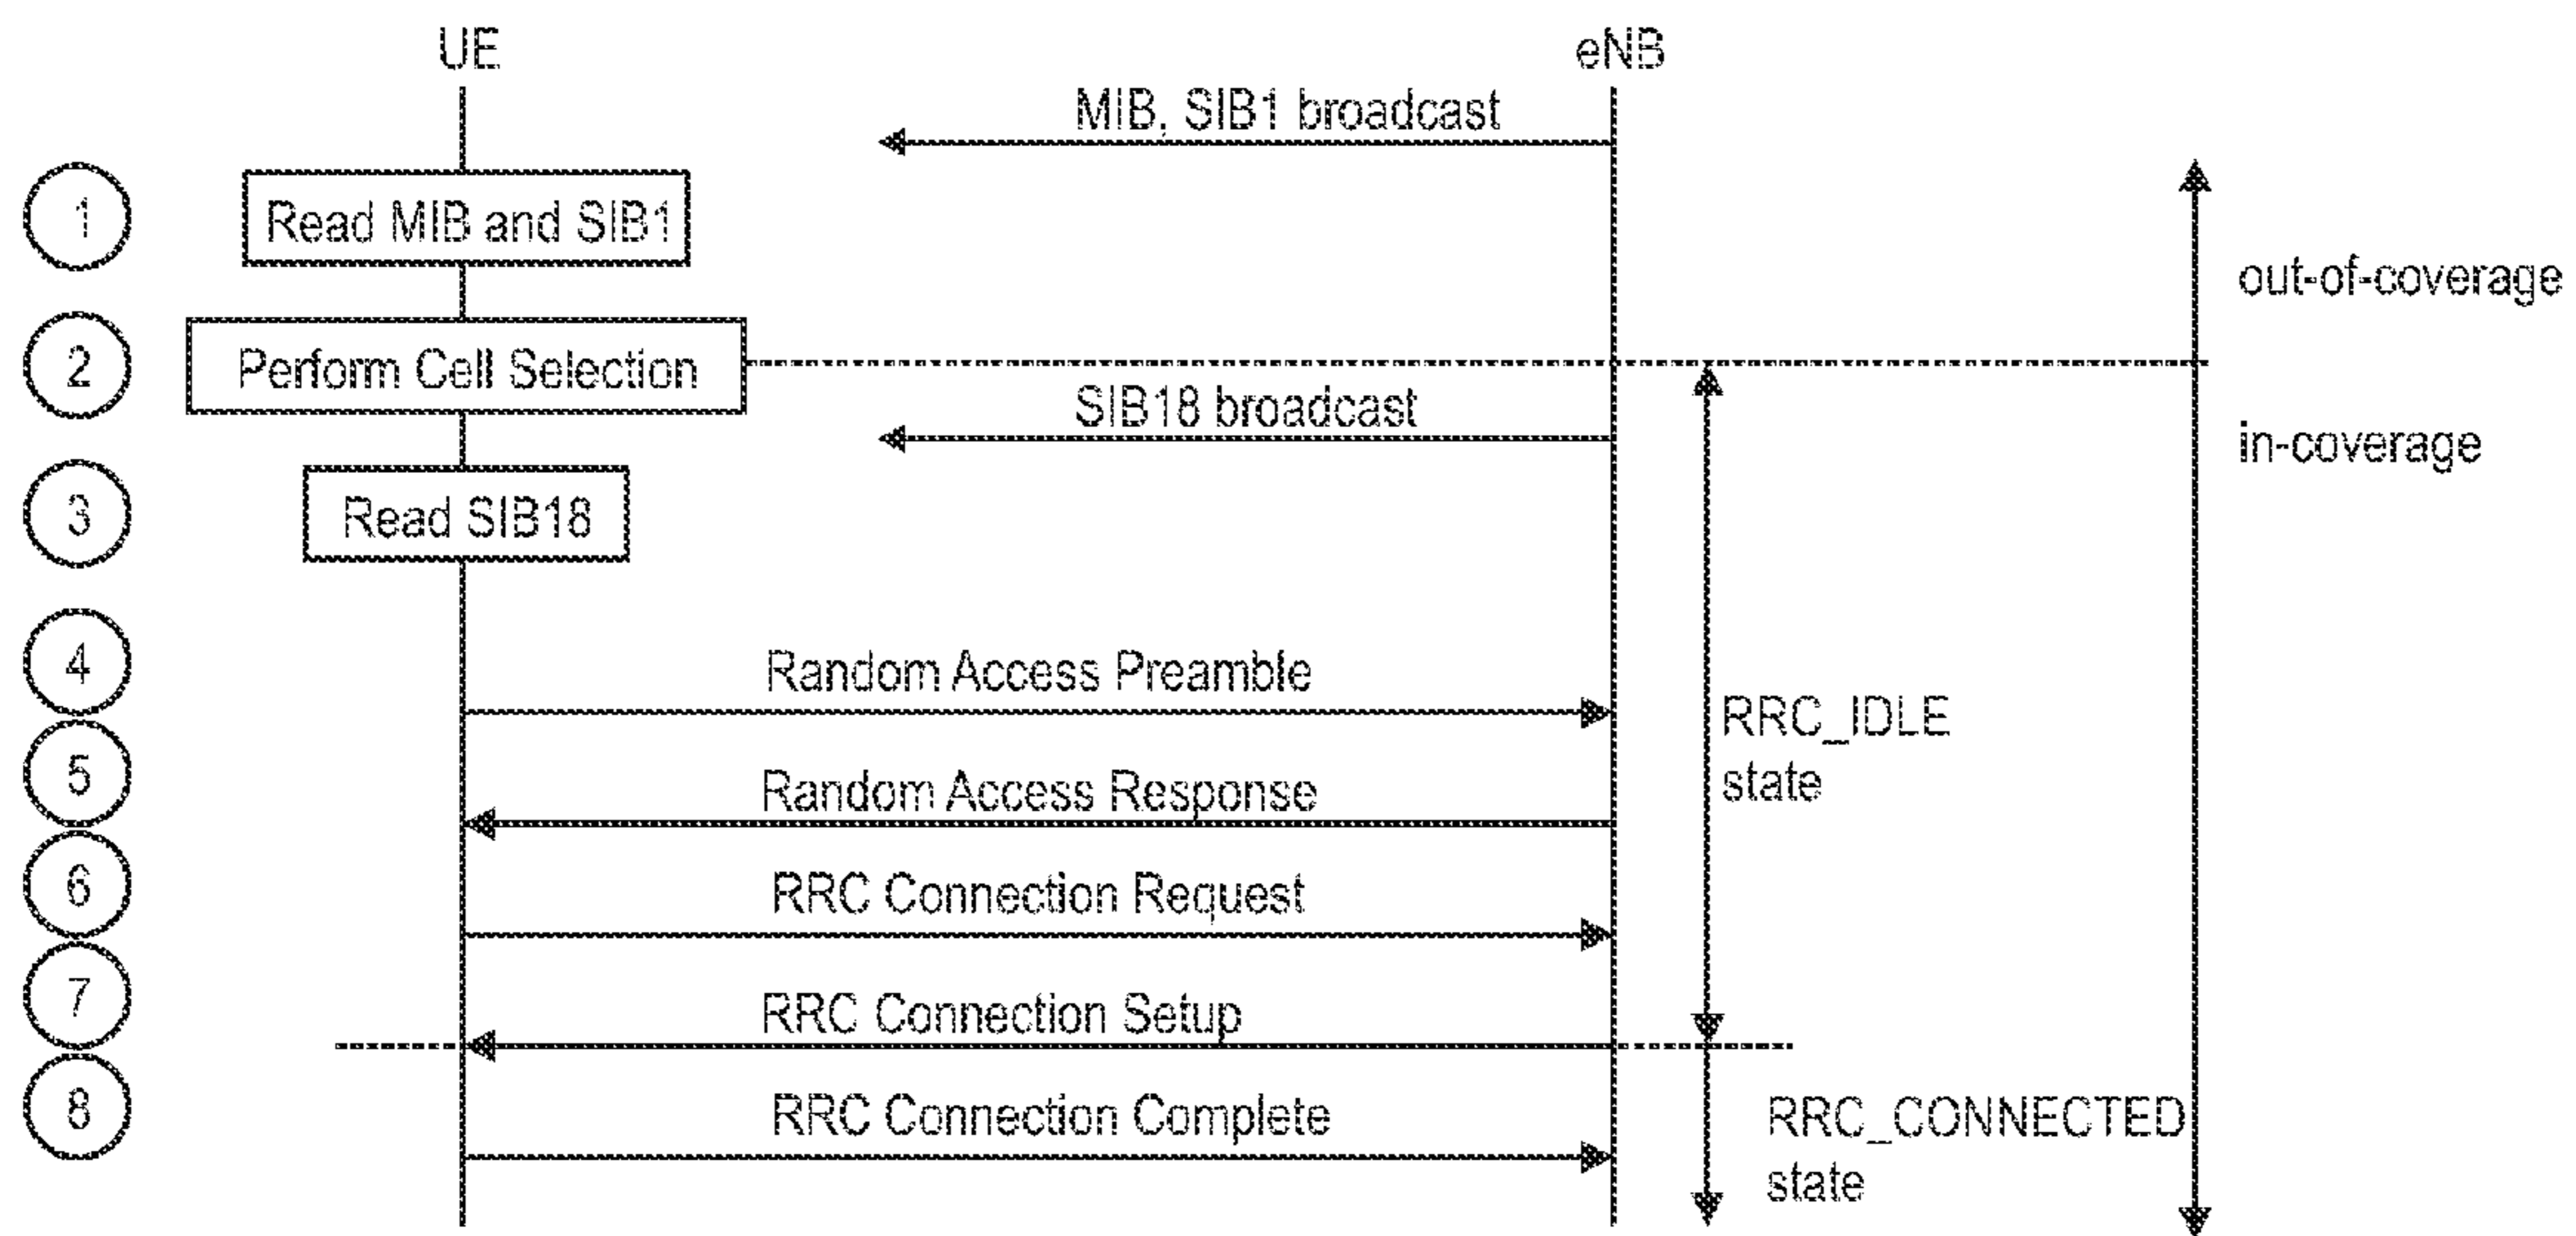 UE
eNB
MIB, SIB1 broadcast
1
Read MIB and SIB1
out-of-coverage
2
Perform Cell Selection
SIB18 broadcast
in-coverage
3
Read SIB18
4
Random Access Preamble
RRC_IDLE
state
5
Random Access Response
6
RRC Connection Request
7
RRC Connection Setup
8
RRC Connection Complete
RRC_CONNECTED
state